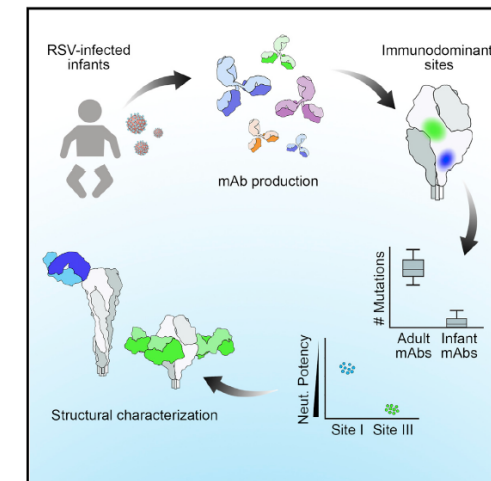 RSV-infected
infants
mAb production
Immunodominant
sites
# Mutations
Adult
mAbs
Infant
mAbs
Neut. Potency
Site I
Site III
Structural characterization